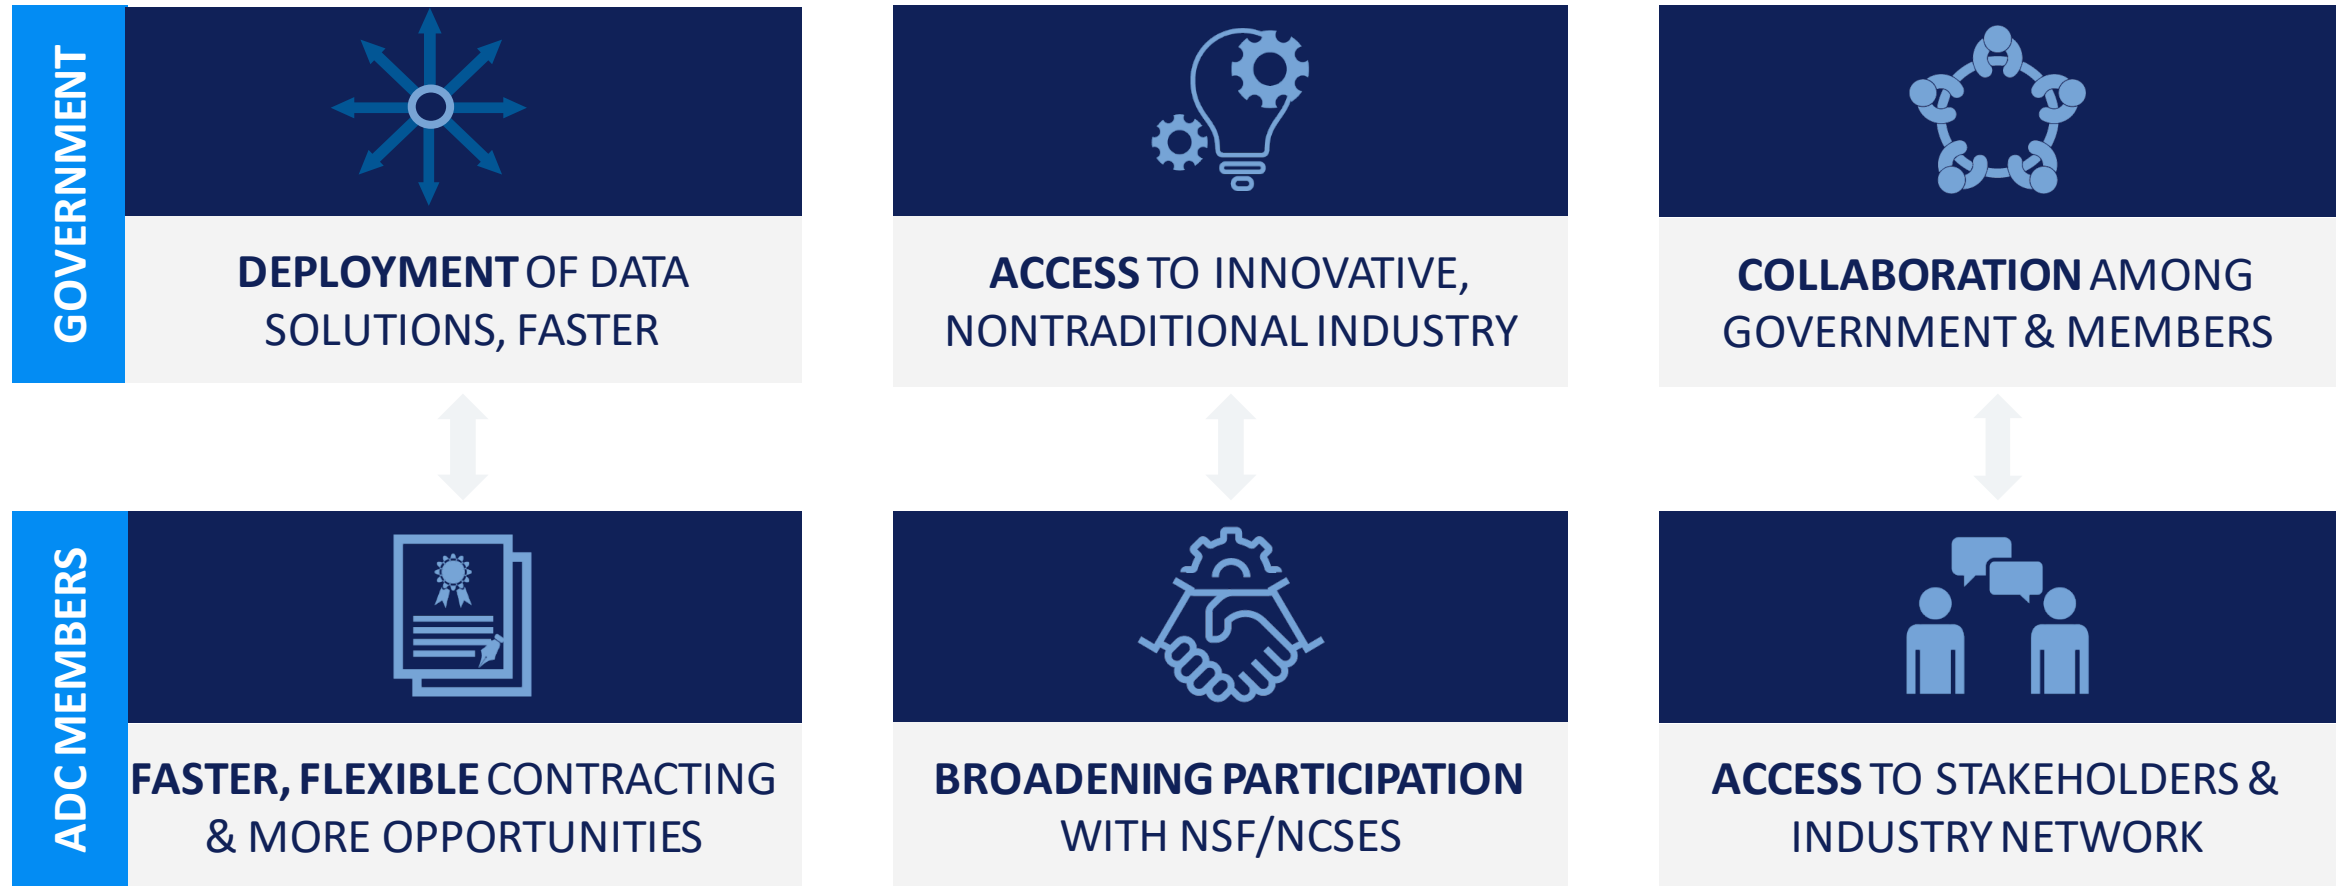 GOVERNMENT
DEPLOYMENT OF DATA
SOLUTIONS, FASTER
ACCESS TO INNOVATIVE,
NONTRADITIONAL INDUSTRY
COLLABORATION AMONG
GOVERNMENT & MEMBERS
ADC MEMBERS
FASTER, FLEXIBLE CONTRACTING
& MORE OPPORTUNITIES
BROADENING PARTICIPATION
WITH NSF/NCSES
ACCESS TO STAKEHOLDERS &
INDUSTRY NETWORK